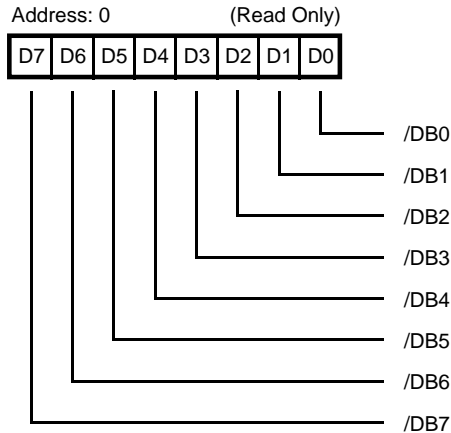 Address: 0 (Read Only)
D7 D6 D5 D4 D3 D2 D1 D0
/DB0
/DB1
/DB2
/DB3
/DB4
/DB5
/DB6
/DB7